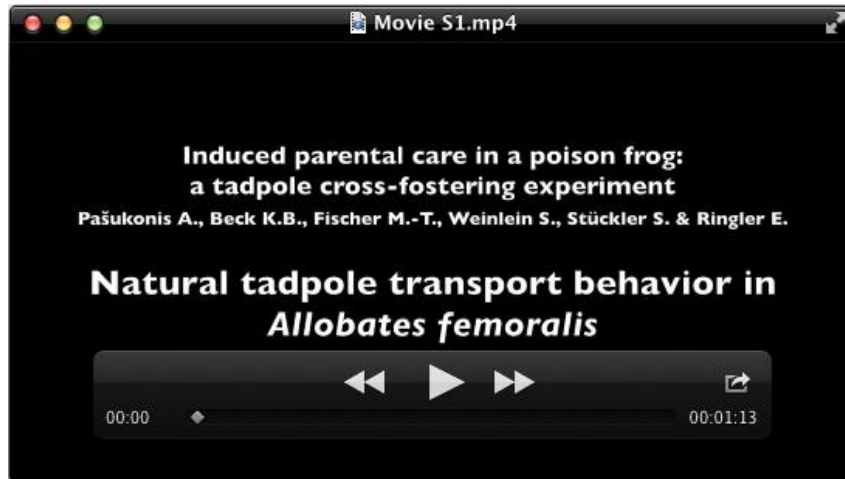 Movie S1.mp4
Induced parental care in a poison frog:
a tadpole cross-fostering experiment
Pašukonis A., Beck K.B., Fischer M.-T., Weinlein S., Stückler S. & Ringler E.
Natural tadpole transport behavior in
Allobates femoralis
00:00
00:01:13